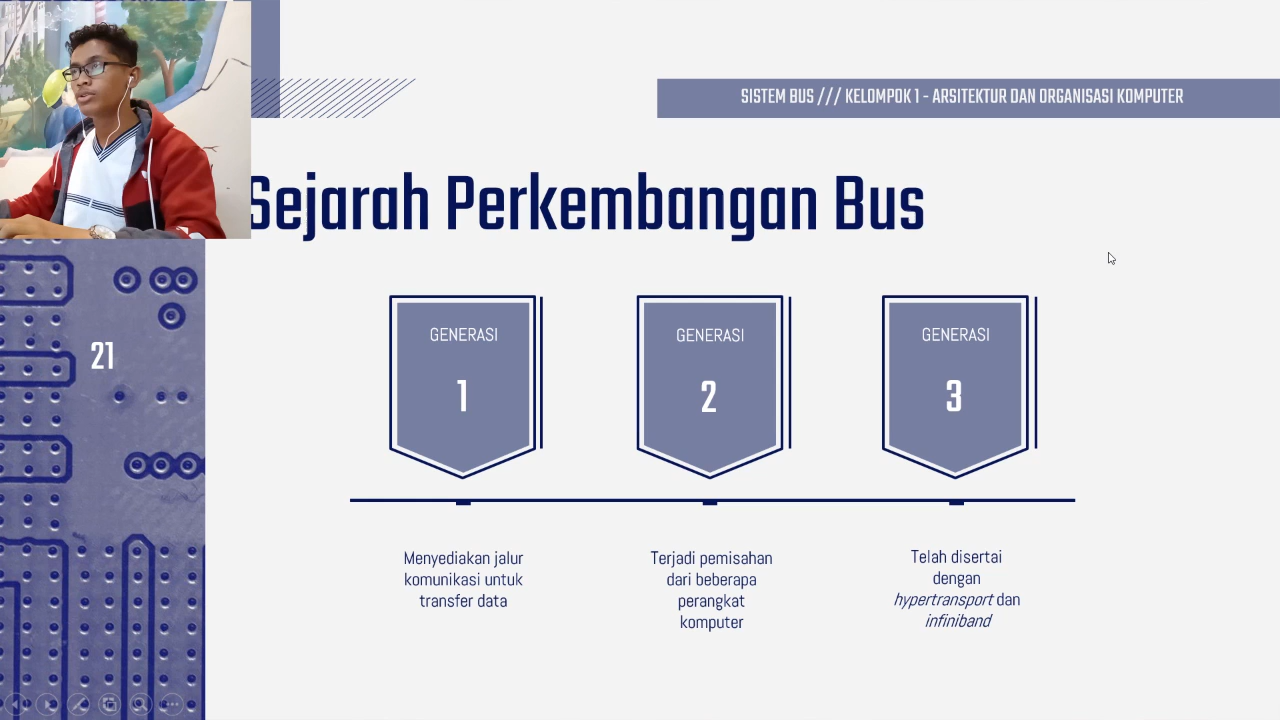 SISTEM BUS /// KELOMPOK 1 - ARSITEKTUR DAN ORGANISASI KOMPUTER
Sejarah Perkembangan Bus
21
GENERASI
1
GENERASI
2
GENERASI
3
Menyediakan jalur
komunikasi untuk
transfer data
Terjadi pemisahan
dari beberapa
perangkat
komputer
Telah disertai
dengan
hypertransport dan
infiniband